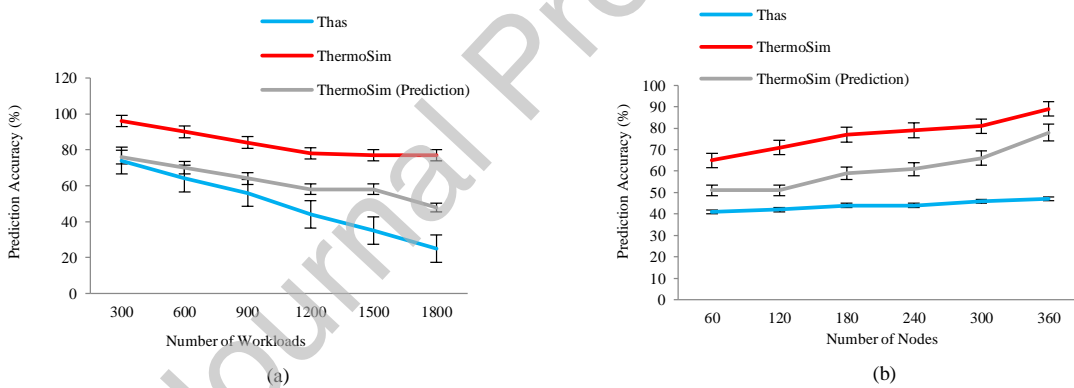 Thas
ThermoSim
ThermoSim (Prediction)
Prediction Accuracy (%)
120
100
80
60
40
20
0
300 600 900 1200 1500 1800
Number of Workloads
(a)
Thas
ThermoSim
ThermoSim (Prediction)
Prediction Accuracy (%)
100
90
80
70
60
50
40
30
20
10
0
60 120 180 240 300 360
Number of Nodes
(b)
Journal Pre